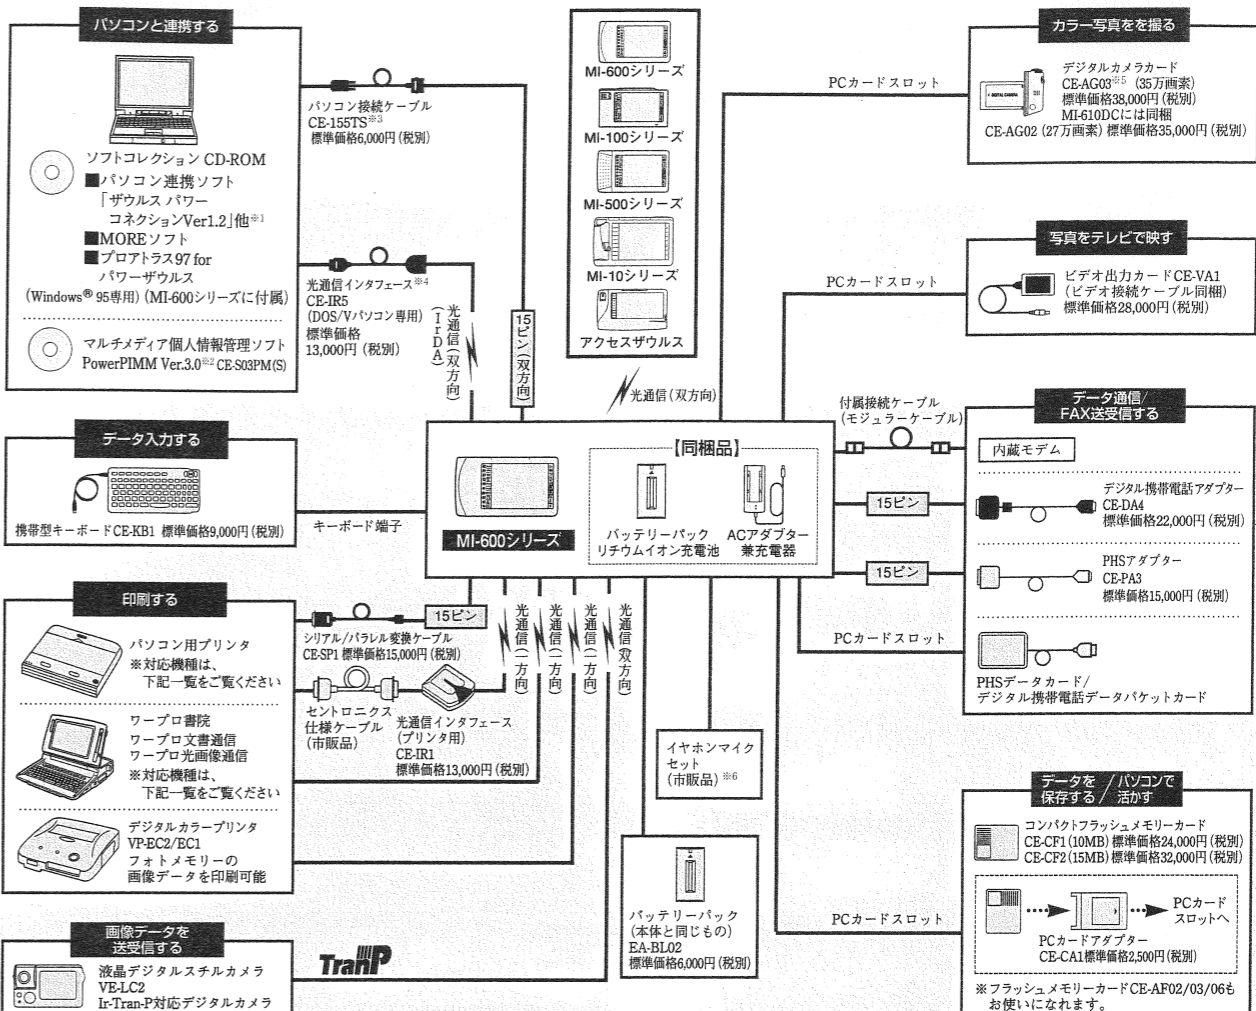 パソコンと連携する
ソフトコレクション CD-ROM
■パソコン連携ソフト
「ザウルス パワー
コネクションVer1.2」他※1
■MOREソフト
■プロアトラス97 for
パワーザウルス
(Windows® 95専用) (MI-600シリーズに付属)
マルチメディア個人情報管理ソフト
PowerPIMM Ver.3.0※2 CE-S03PM(S)
パソコン接続ケーブル
CE-155TS※3
標準価格6,000円(税別)
光通信インタフェース※4
CE-IR5
(DOS/Vパソコン専用)
標準価格
13,000円(税別)
光通信(双方向)
(IrDA)
15ピン(双方向)
MI-600シリーズ
MI-100シリーズ
MI-500シリーズ
MI-10シリーズ
アクセスザウルス
光通信(双方向)
PCカードスロット
カラー写真をを撮る
DIGITAL CAMERA
デジタルカメラカード
CE-AG03※5 (35万画素)
標準価格38,000円(税別)
MI-610DCには同梱
CE-AG02 (27万画素) 標準価格35,000円(税別)
PCカードスロット
写真をテレビで映す
ビデオ出力カードCE-VA1
(ビデオ接続ケーブル同梱)
標準価格28,000円(税別)
データ入力する
携帯型キーボードCE-KB1 標準価格9,000円(税別)
キーボード端子
MI-600シリーズ
【同梱品】
バッテリーパック
リチウムイオン充電池
ACアダプター
兼充電器
付属接続ケーブル
(モジュラーケーブル)
15ピン
15ピン
PCカードスロット
データ通信/
FAX送受信する
内蔵モデム
デジタル携帯電話アダプター
CE-DA4
標準価格22,000円(税別)
PHSアダプター
CE-PA3
標準価格15,000円(税別)
PHSデータカード/
デジタル携帯電話データパケットカード
印刷する
パソコン用プリンタ
※対応機種は、
下記一覧をご覧ください
ワープロ書院
ワープロ文書通信
ワープロ光画像通信
※対応機種は、
下記一覧をご覧ください
デジタルカラープリンタ
VP-EC2/EC1
フォトメモリーの
画像データを印刷可能
15ピン
シリアル/パラレル変換ケーブル
CE-SP1 標準価格15,000円(税別)
セントロニクス
仕様ケーブル
(市販品)
光通信インタフェース
(プリンタ用)
CE-IR1
標準価格13,000円(税別)
光通信(一方向)
光通信(一方向)
光通信(一方向)
光通信(双方向)
イヤホンマイク
セット
(市販品)※6
バッテリーパック
(本体と同じもの)
EA-BL02
標準価格6,000円(税別)
画像データを
送受信する
液晶デジタルスチルカメラ
VE-LC2
Ir-Tran-P対応デジタルカメラ
TranP
PCカードスロット
データを
保存する/パソコンで
活かす
コンパクトフラッシュメモリーカード
CE-CF1(10MB) 標準価格24,000円(税別)
CE-CF2(15MB) 標準価格32,000円(税別)
PCカード
スロットへ
PCカードアダプター
CE-CA1標準価格2,500円(税別)
※フラッシュメモリーカードCE-AF02/03/06も
お使いになれます。